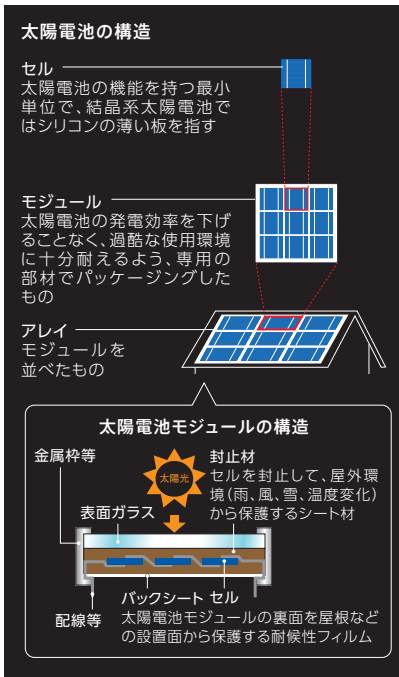 太陽電池の構造
セル
太陽電池の機能を持つ最小
単位で、結晶系太陽電池で
はシリコンの薄い板を指す
モジュール
太陽電池の発電効率を下げ
ることなく、過酷な使用環境
に十分耐えるよう、専用の
部材でパッケージングした
もの
アレイ
モジュールを
並べたもの
太陽電池モジュールの構造
金属枠等
太陽光
封止材
セルを封止して、屋外環
境(雨、風、雪、温度変化)
から保護するシート材
表面ガラス
配線等
バックシート
セル
太陽電池モジュールの裏面を屋根など
の設置面から保護する耐候性フィルム